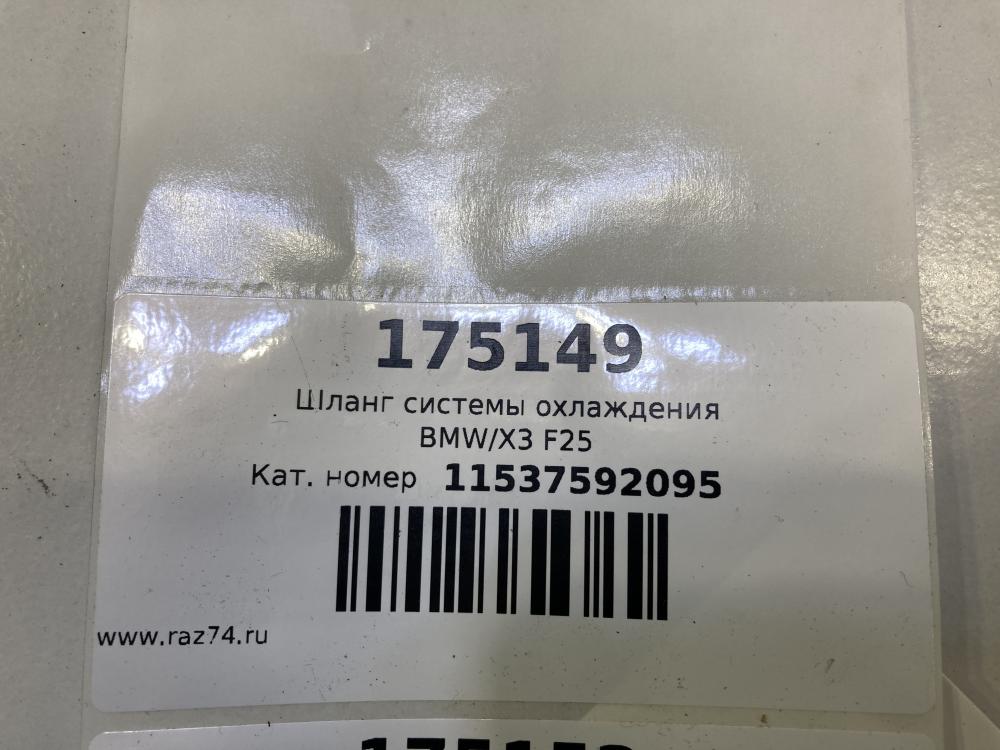 175149
Шланг системы охлаждения
BMW/X3 F25
Кат. номер 11537592095
www.raz74.ru